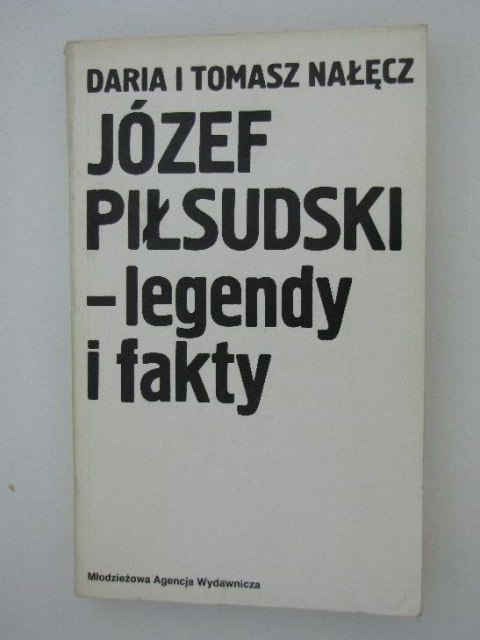 DARIA I TOMASZ NAŁĘCZ
JÓZEF
PIŁSUDSKI
–legendy
i fakty
Młodzieżowa Agencja Wydawnicza